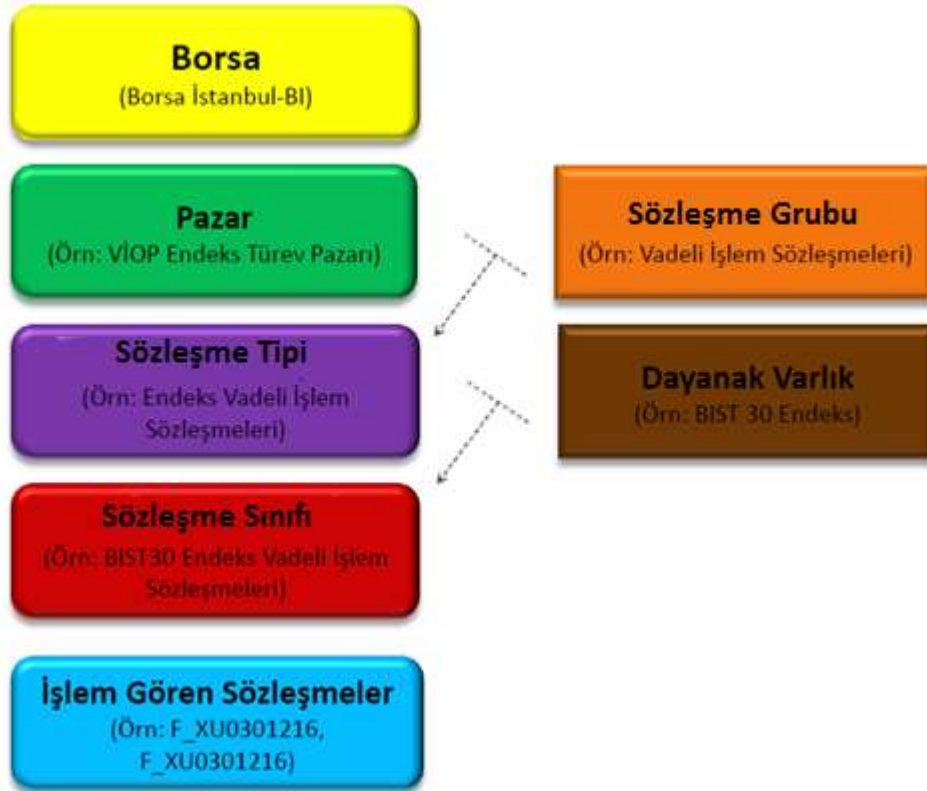 Borsa
(Borsa İstanbul-BI)
Pazar
(Örn: VİOP Endeks Türev Pazarı)
Sözleşme Grubu
(Örn: Vadeli İşlem Sözleşmeleri)
Sözleşme Tipi
(Örn: Endeks Vadeli İşlem
Sözleşmeleri)
Dayanak Varlık
(Örn: BIST 30 Endeks)
Sözleşme Sınıfı
(Örn: BIST30 Endeks Vadeli İşlem
Sözleşmeleri)
İşlem Gören Sözleşmeler
(Örn: F_XU0301216,
F_XU0301216)